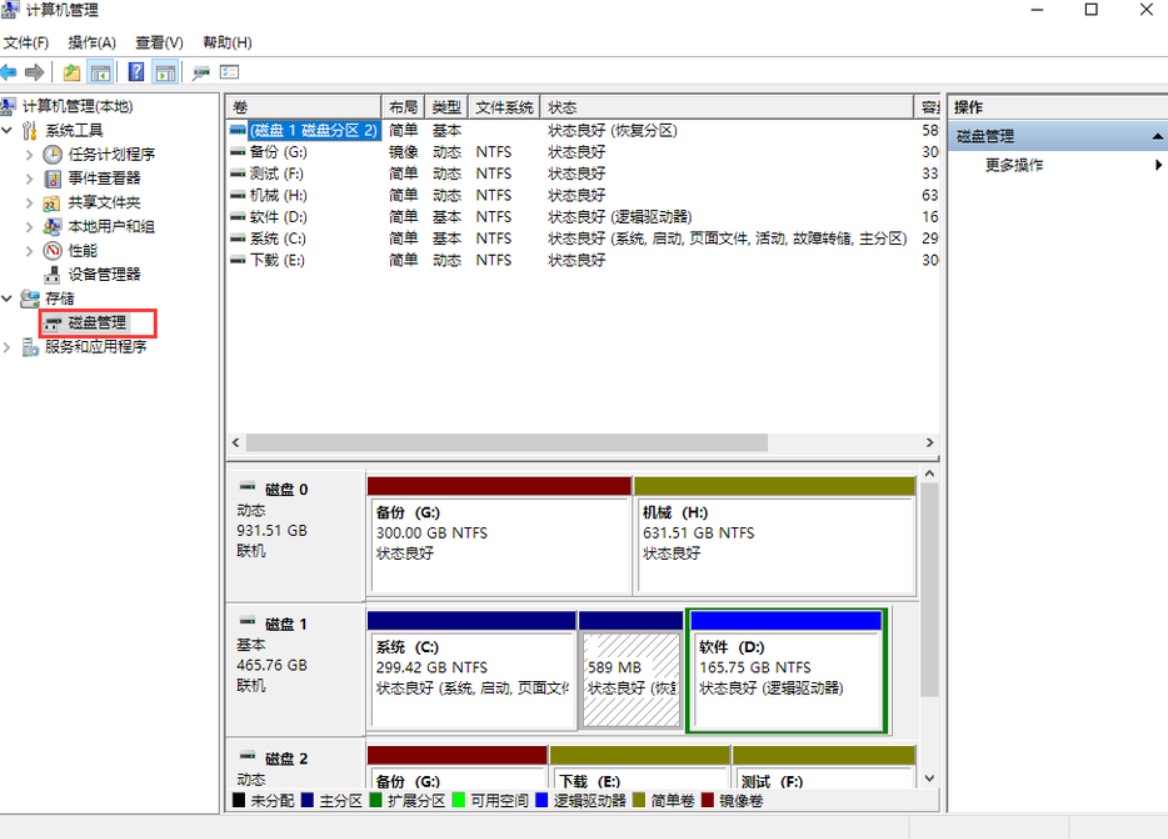 计算机管理
文件(F) 操作(A) 查看(V) 帮助(H)
计算机管理(本地)
系统工具
任务计划程序
事件查看器
共享文件夹
本地用户和组
性能
设备管理器
存储
磁盘管理
服务和应用程序
卷 布局 类型 文件系统 状态
(磁盘 1 磁盘分区 2) 简单 基本 状态良好 (恢复分区) 58
备份 (G:) 镜像 动态 NTFS 状态良好 30
测试 (F:) 简单 动态 NTFS 状态良好 33
机械 (H:) 简单 动态 NTFS 状态良好 63
软件 (D:) 简单 基本 NTFS 状态良好 (逻辑驱动器) 16
系统 (C:) 简单 基本 NTFS 状态良好 (系统, 启动, 页面文件, 活动, 故障转储, 主分区) 29
下载 (E:) 简单 动态 NTFS 状态良好 30
操作
磁盘管理
更多操作
磁盘 0
动态
931.51 GB
联机
备份 (G:)
300.00 GB NTFS
状态良好
机械 (H:)
631.51 GB NTFS
状态良好
磁盘 1
基本
465.76 GB
联机
系统 (C:)
299.42 GB NTFS
状态良好 (系统, 启动, 页面文
589 MB
状态良好 (恢
软件 (D:)
165.75 GB NTFS
状态良好 (逻辑驱动器)
磁盘 2
动态
备份 (G:)
下载 (E:)
测试 (F:)
未分配 主分区 扩展分区 可用空间 逻辑驱动器 简单卷 镜像卷